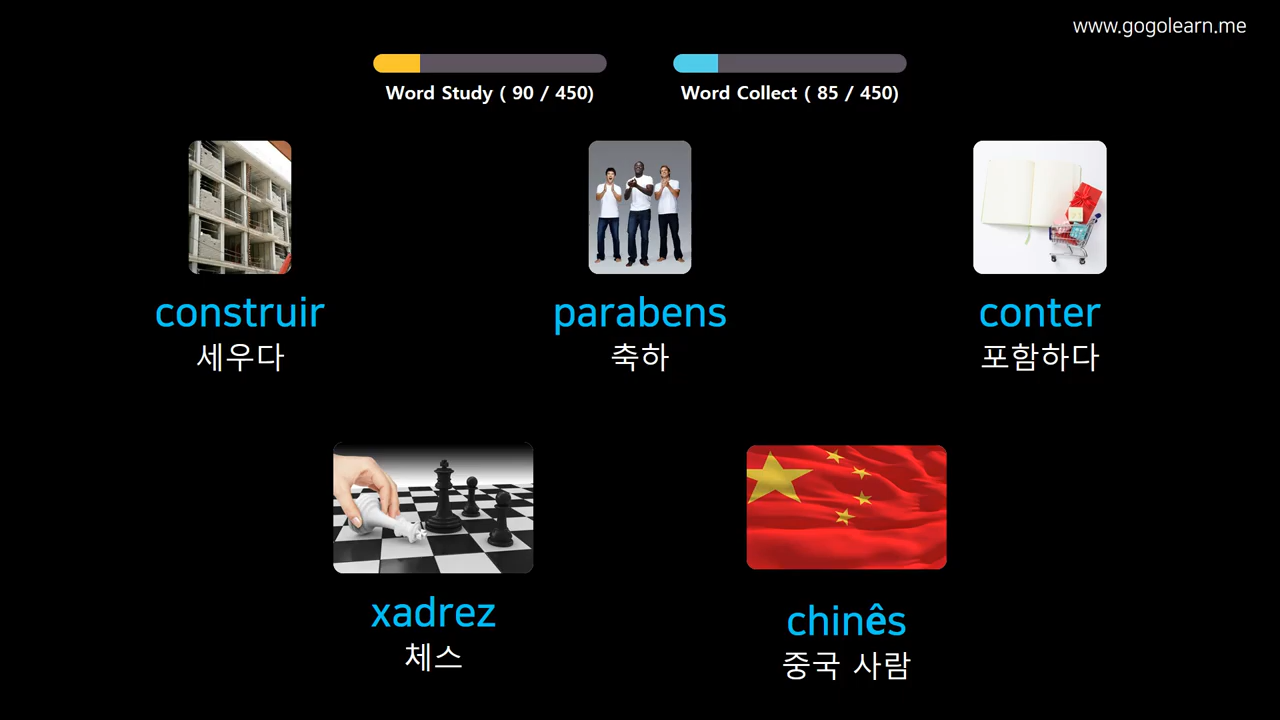 www.gogolearn.me
Word Study ( 90 / 450)
Word Collect ( 85 / 450)
construir
세우다
parabens
축하
conter
포함하다
xadrez
체스
chinês
중국 사람